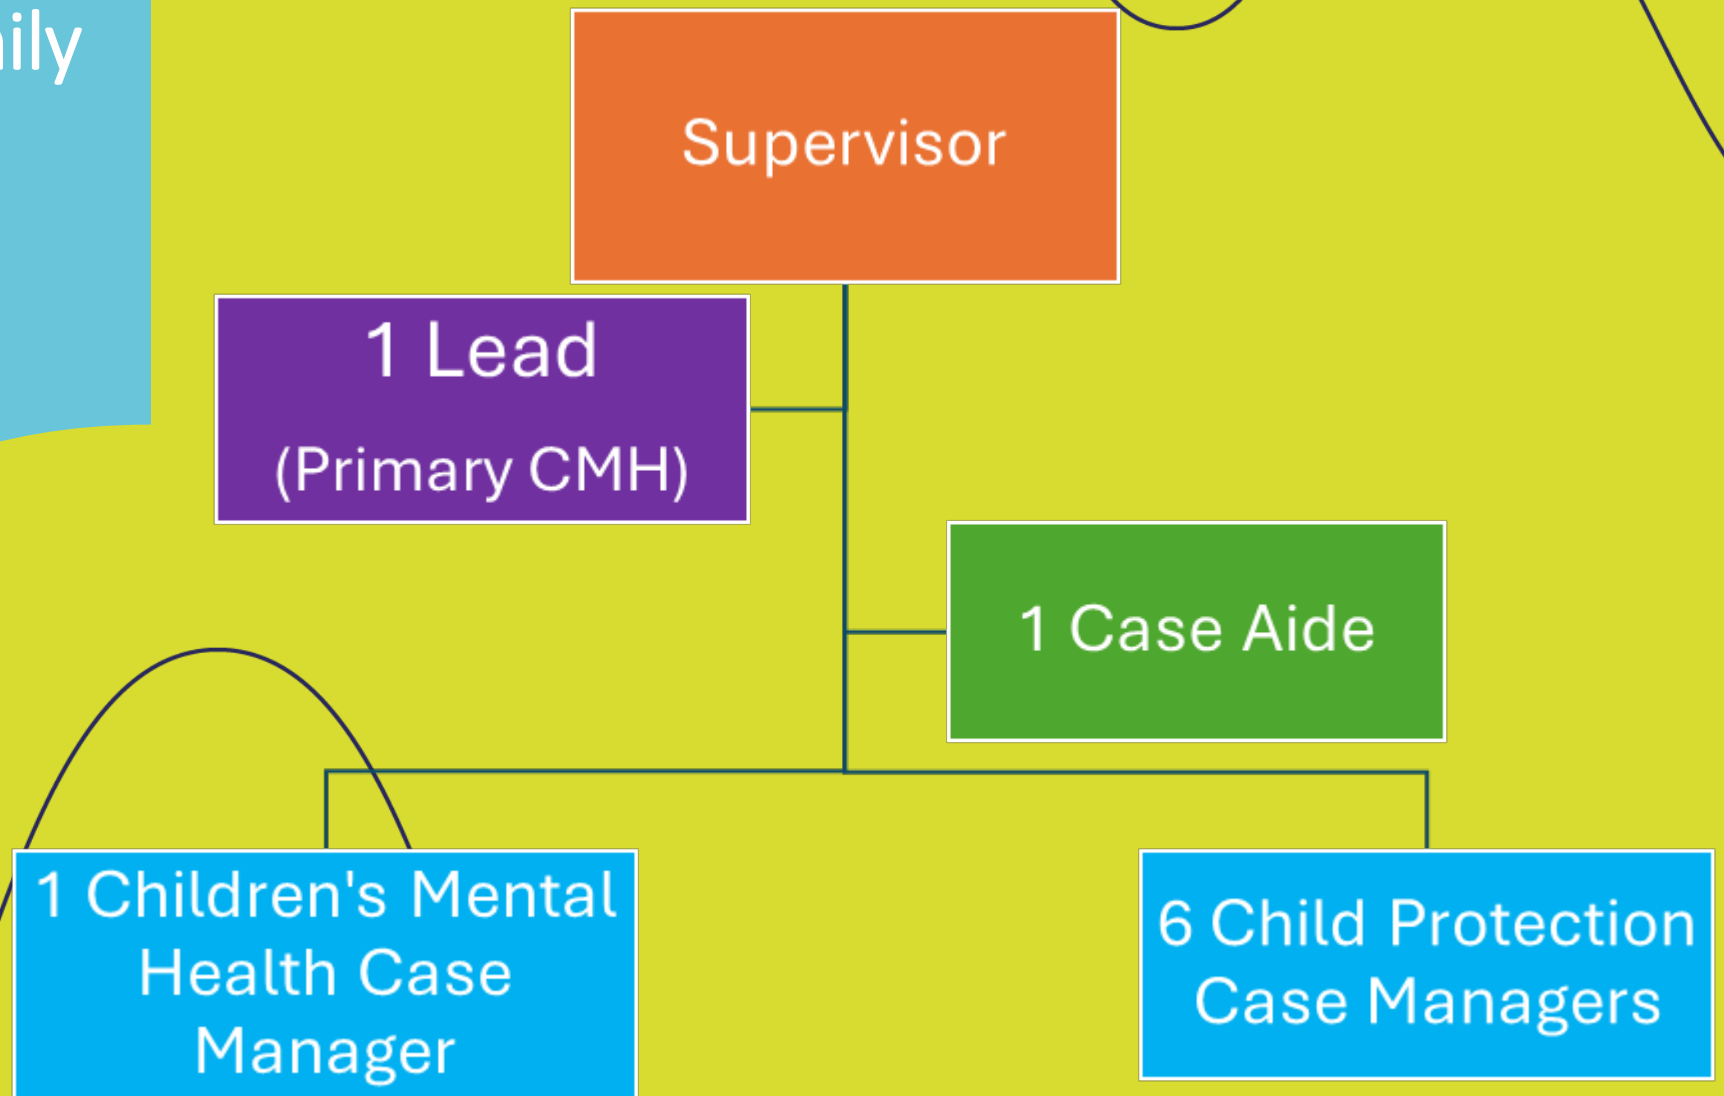 Supervisor
1 Lead
(Primary CMH)
1 Case Aide
1 Children's Mental
Health Case
Manager
6 Child Protection
Case Managers